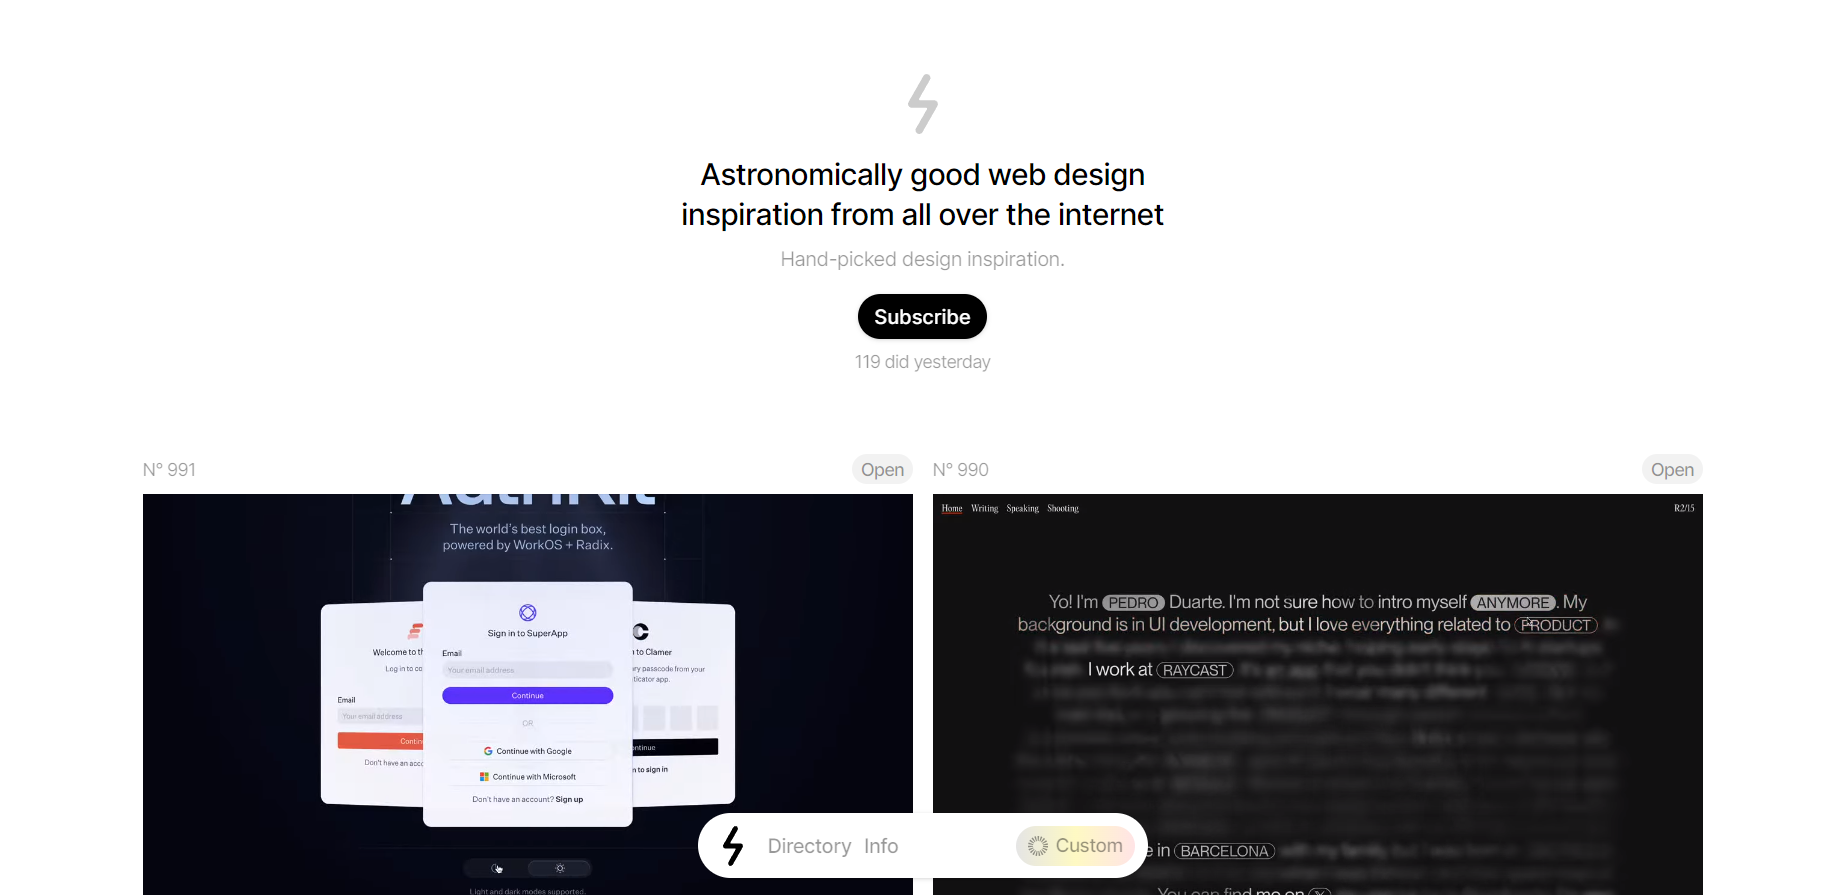 Astronomically good web design
inspiration from all over the internet
Hand-picked design inspiration.
Subscribe
119 did yesterday
N° 991
Open
N° 990
Open
AuthKit
The world's best login box,
powered by WorkOS + Radix.
Welcome to th
Log in to co
Email
Your email address
Contin
Don't have an acco
Sign in to SuperApp
Email
Your email address
Continue
OR
Continue with Google
Continue with Microsoft
Don't have an account? Sign up
to Clamer
ry passcode from your
ticator app.
ntinue
n to sign in
Light and dark modes supported.
Home Writing Speaking Shooting
R2/15
Yo! I'm PEDRO Duarte. I'm not sure how to intro myself ANYMORE. My
background is in UI development, but I love everything related to PRODUCT
I work at RAYCAST
e in BARCELONA
You can find me on X
Directory Info
Custom